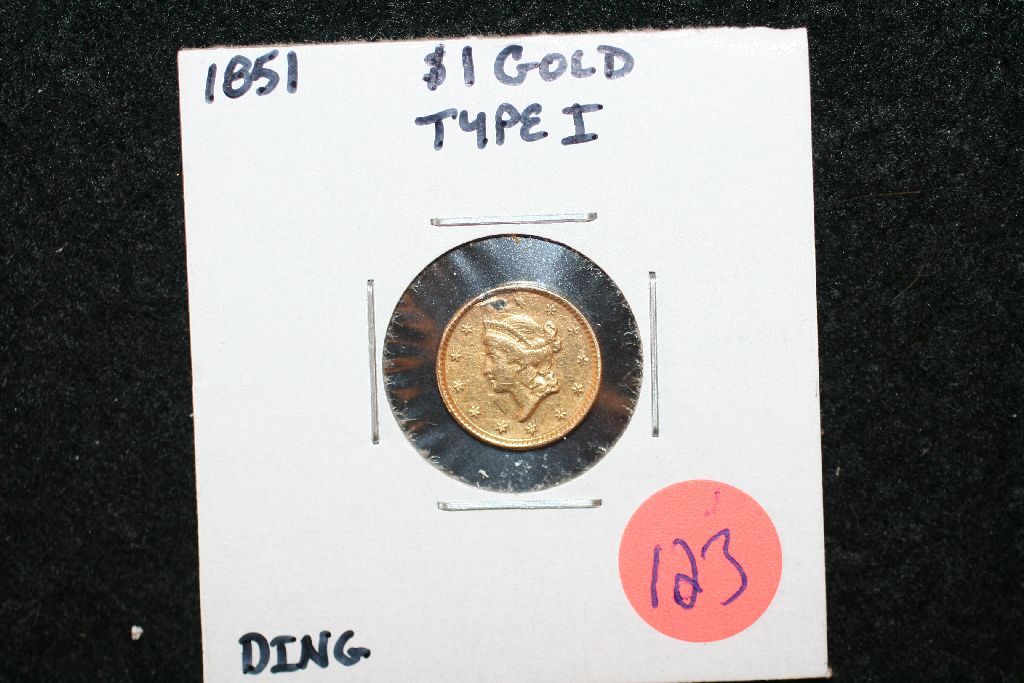 1851 $1 GOLD
TYPE I
123
DING